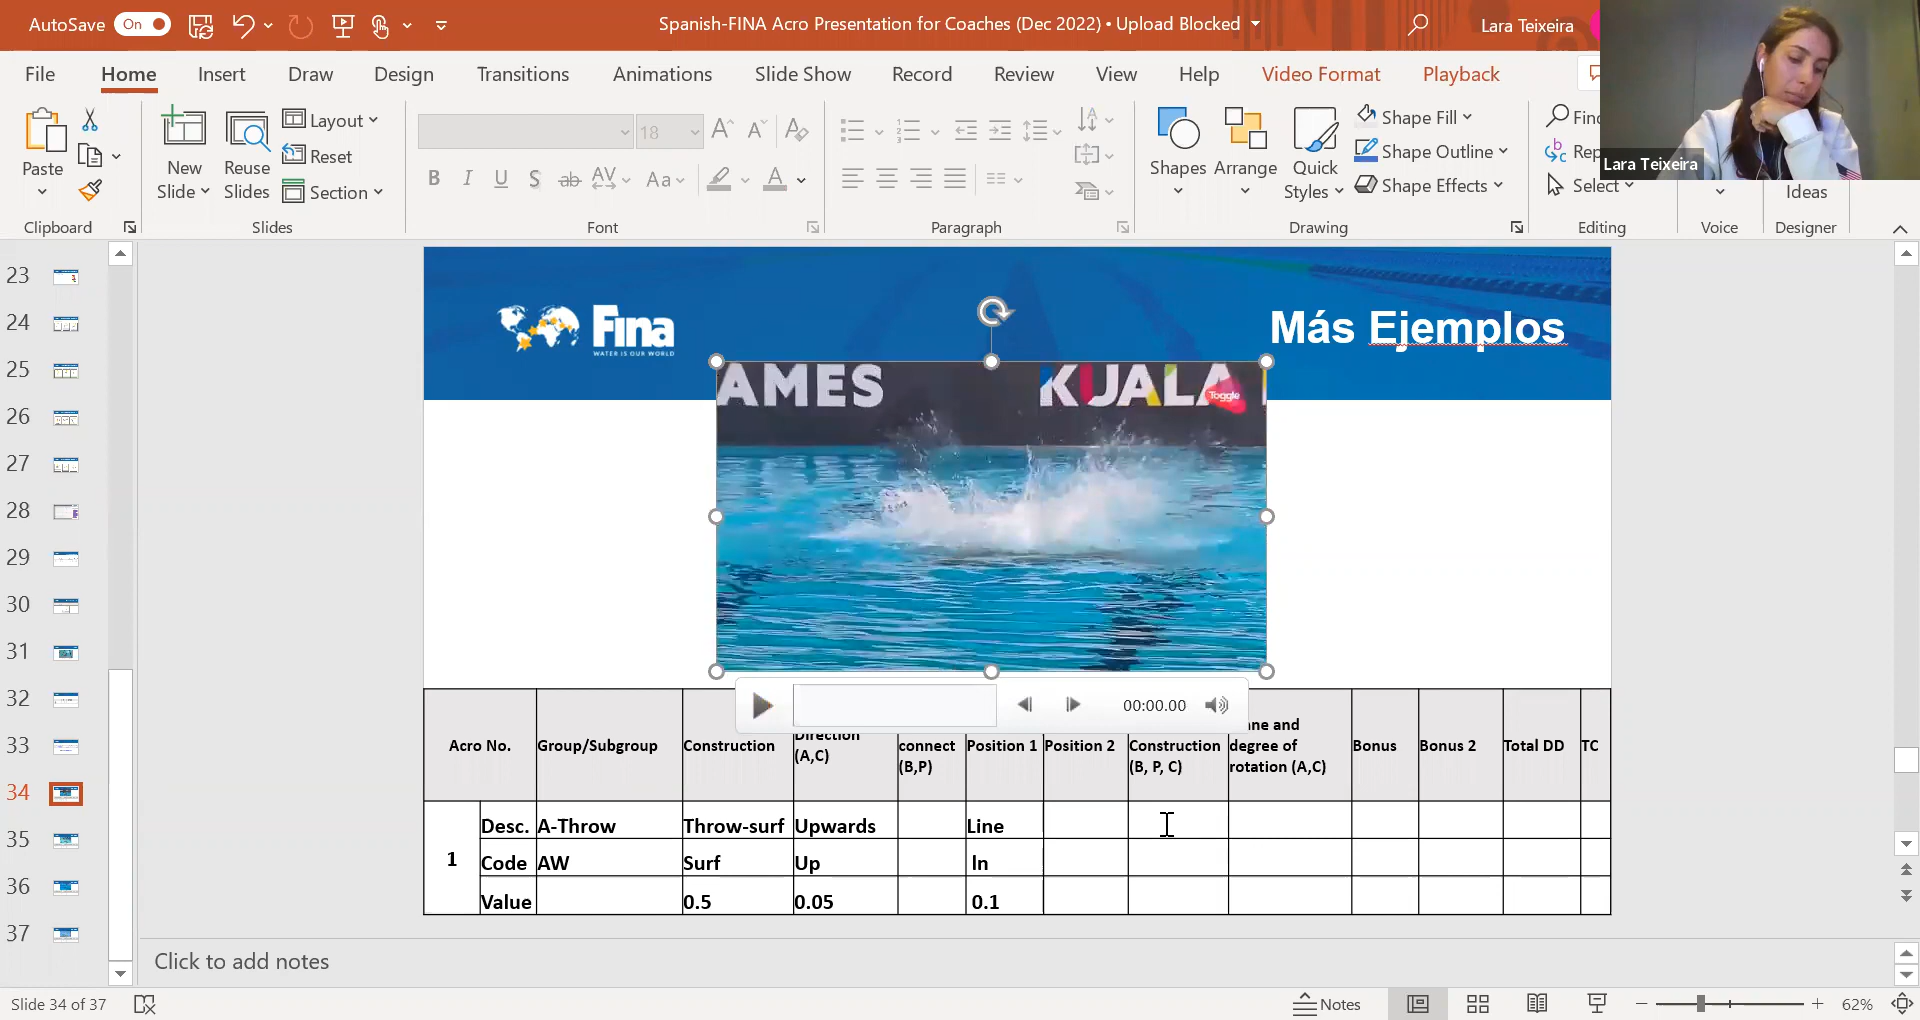 AutoSave On Spanish-FINA Acro Presentation for Coaches (Dec 2022) • Upload Blocked Lara Teixeira
File Home Insert Draw Design Transitions Animations Slide Show Record Review View Help Video Format Playback
Paste New Slide Reuse Slides Layout Reset Section
18
B I U S ab AV Aa A
Shapes Arrange Quick Styles Shape Fill Shape Outline Shape Effects
Select
Lara Teixeira
Ideas
Clipboard Slides Font Paragraph Drawing Editing Voice Designer
23
24
25
26
27
28
29
30
31
32
33
34
35
36
37
Fina
WATER IS OUR WORLD
Más Ejemplos
AMES KUALA
Toggle
00:00.00
Acro No. Group/Subgroup Construction Direction (A,C) connect (B,P) Position 1 Position 2 Construction (B, P, C) and degree of rotation (A,C) Bonus Bonus 2 Total DD TC
1
Desc. A-Throw Throw-surf Upwards Line
Code AW Surf Up ln
Value 0.5 0.05 0.1
Click to add notes
Slide 34 of 37 Notes 62%